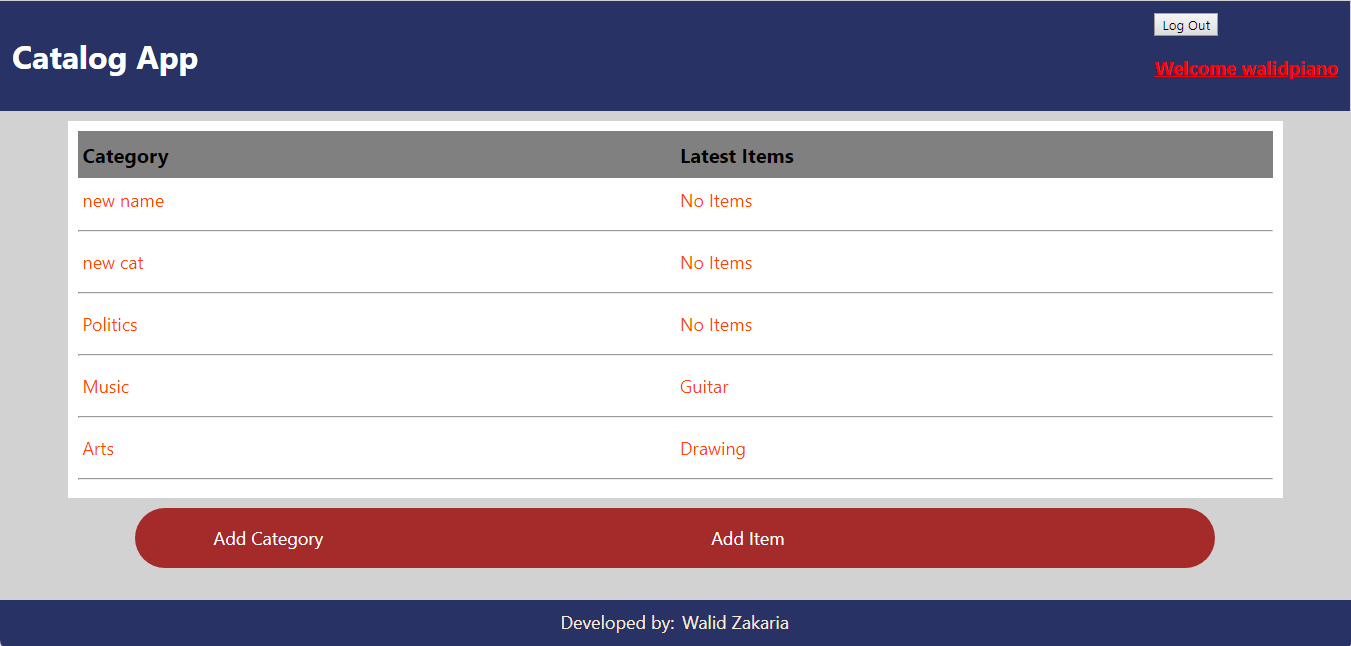 Log Out
Catalog App
Welcome walidpiano
Category Latest Items
new name No Items
new cat No Items
Politics No Items
Music Guitar
Arts Drawing
Add Category Add Item
Developed by: Walid Zakaria